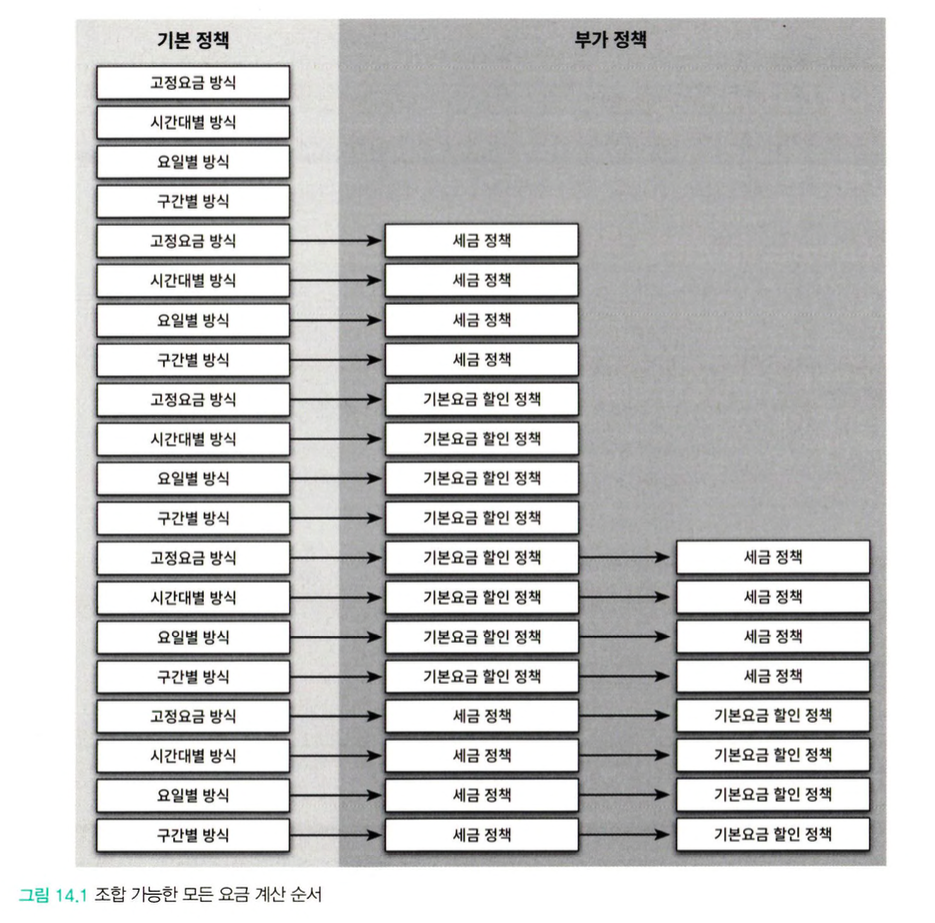 기본 정책 부가 정책
고정요금 방식
시간대별 방식
요일별 방식
구간별 방식
고정요금 방식 세금 정책
시간대별 방식 세금 정책
요일별 방식 세금 정책
구간별 방식 세금 정책
고정요금 방식 기본요금 할인 정책
시간대별 방식 기본요금 할인 정책
요일별 방식 기본요금 할인 정책
구간별 방식 기본요금 할인 정책
고정요금 방식 기본요금 할인 정책 세금 정책
시간대별 방식 기본요금 할인 정책 세금 정책
요일별 방식 기본요금 할인 정책 세금 정책
구간별 방식 기본요금 할인 정책 세금 정책
고정요금 방식 세금 정책 기본요금 할인 정책
시간대별 방식 세금 정책 기본요금 할인 정책
요일별 방식 세금 정책 기본요금 할인 정책
구간별 방식 세금 정책 기본요금 할인 정책
그림 14.1 조합 가능한 모든 요금 계산 순서